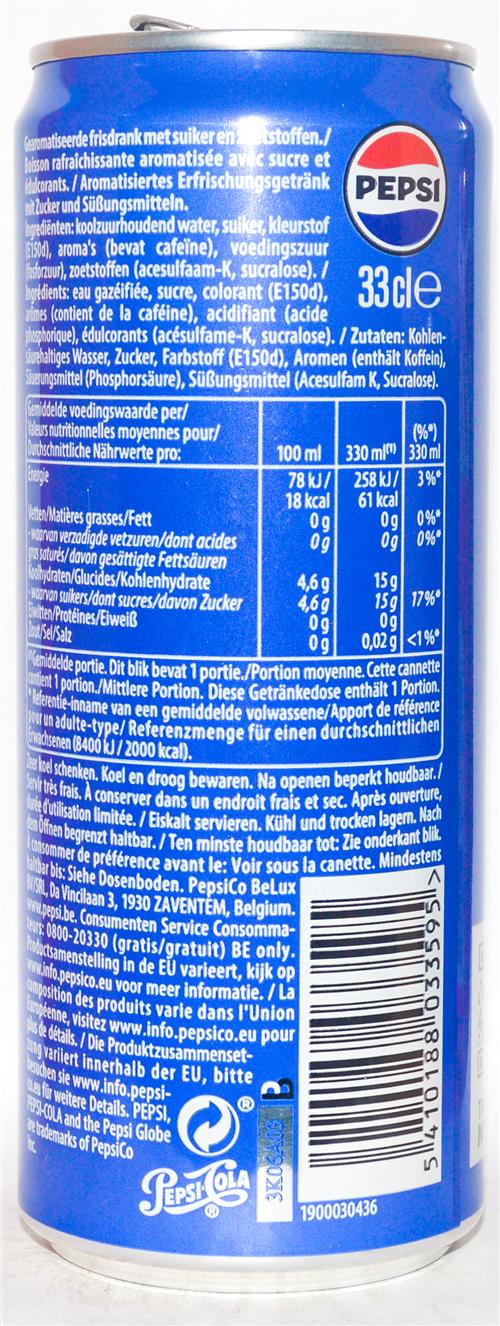 Gearomatiseerde frisdrank met suiker en zoetstoffen. /
Boisson rafraîchissante aromatisée avec sucre et
édulcorants. / Aromatisiertes Erfrischungsgetränk
mit Zucker und Süßungsmitteln.
PEPSI
33 cl e
Ingrediënten: koolzuurhoudend water, suiker, kleurstof
(E150d), aroma's (bevat cafeïne), voedingszuur
(fosforzuur), zoetstoffen (acesulfaam-K, sucralose). /
Ingrédients: eau gazéifiée, sucre, colorant (E150d),
arômes (contient de la caféine), acidifiant (acide
phosphorique), édulcorants (acésulfame-K, sucralose). / Zutaten: Kohlen-
säurehaltiges Wasser, Zucker, Farbstoff (E150d), Aromen (enthält Koffein),
Säuerungsmittel (Phosphorsäure), Süßungsmittel (Acesulfam K, Sucralose).
Gemiddelde voedingswaarde per/
Valeurs nutritionnelles moyennes pour/
Durchschnittliche Nährwerte pro: 100 ml 330 ml(1) (%*) 330 ml
Energie 78 kJ / 258 kJ / 3%*
18 kcal 61 kcal
Vetten/Matières grasses/Fett 0 g 0 g 0%*
- waarvan verzadigde vetzuren/dont acides 0 g 0 g 0%*
gras saturés/davon gesättigte Fettsäuren
Koolhydraten/Glucides/Kohlenhydrate 4,6 g 15 g
- waarvan suikers/dont sucres/davon Zucker 4,6 g 15 g 17%*
Eiwitten/Protéines/Eiweiß 0 g 0 g
Zout/Sel/Salz 0 g 0,02 g <1%*
(1)Gemiddelde portie. Dit blik bevat 1 portie./Portion moyenne. Cette cannette
contient 1 portion./Mittlere Portion. Diese Getränkedose enthält 1 Portion.
* Referentie-inname van een gemiddelde volwassene/Apport de référence
pour un adulte-type/ Referenzmenge für einen durchschnittlichen
Erwachsenen (8400 kJ / 2000 kcal).
Zeer koel schenken. Koel en droog bewaren. Na openen beperkt houdbaar. /
Servir très frais. À conserver dans un endroit frais et sec. Après ouverture,
durée d'utilisation limitée. / Eiskalt servieren. Kühl und trocken lagern. Nach
dem Öffnen begrenzt haltbar. / Ten minste houdbaar tot: Zie onderkant blik.
À consommer de préférence avant le: Voir sous la canette. Mindestens
haltbar bis: Siehe Dosenboden. PepsiCo BeLux
BV/SRL, Da Vincilaan 3, 1930 ZAVENTEM, Belgium.
www.pepsi.be. Consumenten Service Consomma-
teurs: 0800-20330 (gratis/gratuit) BE only.
Productsamenstelling in de EU varieert, kijk op
www.info.pepsico.eu voor meer informatie. / La
composition des produits varie dans l'Union
Européenne, visitez www.info.pepsico.eu pour
plus de détails. / Die Produktzusammenset-
zung variiert innerhalb der EU, bitte
besuchen sie www.info.pepsi-
co.eu für weitere Details. PEPSI,
PEPSI-COLA and the Pepsi Globe
are trademarks of PepsiCo
Inc.
®
PEPSI-COLA
®
B
3K06A03
1900030436
5 410188 033595 >